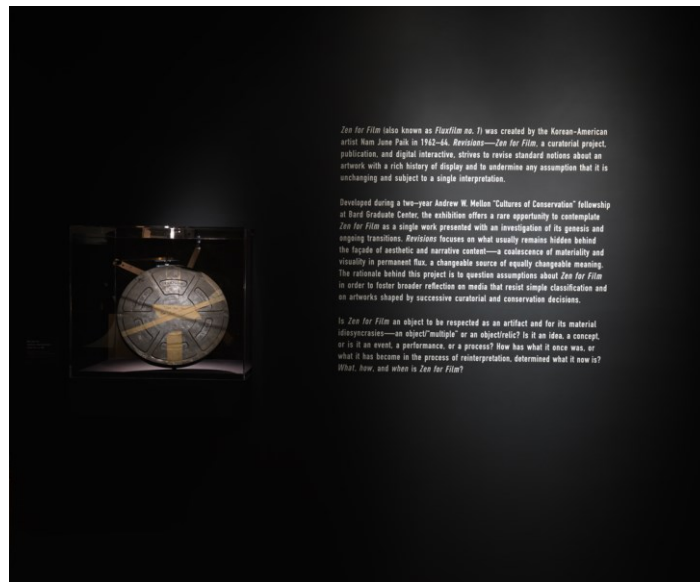 Zen for Film (also known as Fluxfilm no. 1) was created by the Korean-American
artist Nam June Paik in 1962–64. Revisions—Zen for Film, a curatorial project,
publication, and digital interactive, strives to revise standard notions about an
artwork with a rich history of display and to undermine any assumption that it is
unchanging and subject to a single interpretation.
Developed during a two-year Andrew W. Mellon "Cultures of Conservation" fellowship
at Bard Graduate Center, the exhibition offers a rare opportunity to contemplate
Zen for Film as a single work presented with an investigation of its genesis and
ongoing transitions. Revisions focuses on what usually remains hidden behind
the façade of aesthetic and narrative content—a coalescence of materiality and
visuality in permanent flux, a changeable source of equally changeable meaning.
The rationale behind this project is to question assumptions about Zen for Film
in order to foster broader reflection on media that resist simple classification and
on artworks shaped by successive curatorial and conservation decisions.
Is Zen for Film an object to be respected as an artifact and for its material
idiosyncrasies—an object/"multiple" or an object/relic? Is it an idea, a concept,
or is it an event, a performance, or a process? How has what it once was, or
what it has become in the process of reinterpretation, determined what it now is?
What, how, and when is Zen for Film?